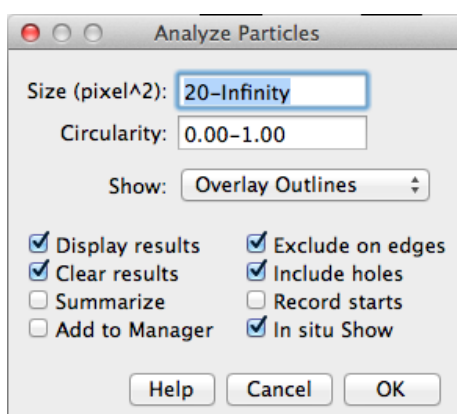 Analyze Particles
Size (pixel^2): 20-Infinity
Circularity: 0.00-1.00
Show: Overlay Outlines
Display results Exclude on edges
Clear results Include holes
Summarize Record starts
Add to Manager In situ Show
Help Cancel OK